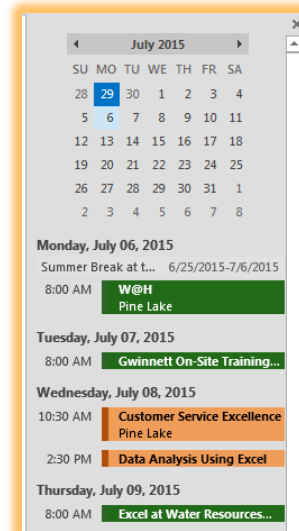 July 2015
SU MO TU WE TH FR SA
28 29 30 1 2 3 4
5 6 7 8 9 10 11
12 13 14 15 16 17 18
19 20 21 22 23 24 25
26 27 28 29 30 31 1
2 3 4 5 6 7 8
Monday, July 06, 2015
Summer Break at t... 6/25/2015-7/6/2015
8:00 AM W@H
Pine Lake
Tuesday, July 07, 2015
8:00 AM Gwinnett On-Site Training...
Wednesday, July 08, 2015
10:30 AM Customer Service Excellence
Pine Lake
2:30 PM Data Analysis Using Excel
Thursday, July 09, 2015
8:00 AM Excel at Water Resources...